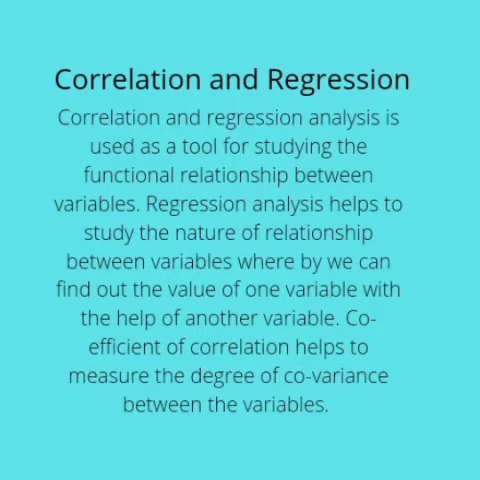 Correlation and Regression
Correlation and regression analysis is
used as a tool for studying the
functional relationship between
variables. Regression analysis helps to
study the nature of relationship
between variables where by we can
find out the value of one variable with
the help of another variable. Co-
efficient of correlation helps to
measure the degree of co-variance
between the variables.